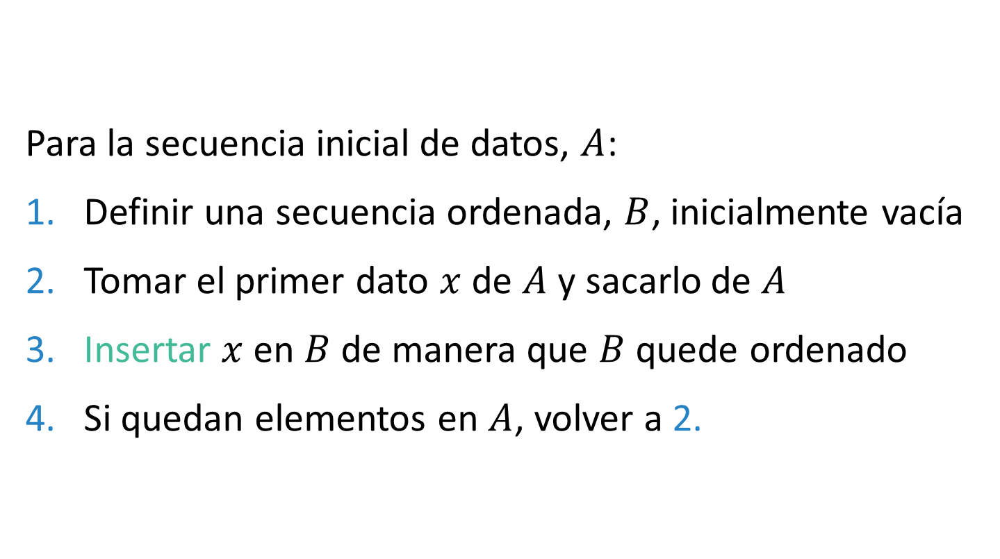 Para la secuencia inicial de datos, A:
1. Definir una secuencia ordenada, B, inicialmente vacía
2. Tomar el primer dato x de A y sacarlo de A
3. Insertar x en B de manera que B quede ordenado
4. Si quedan elementos en A, volver a 2.